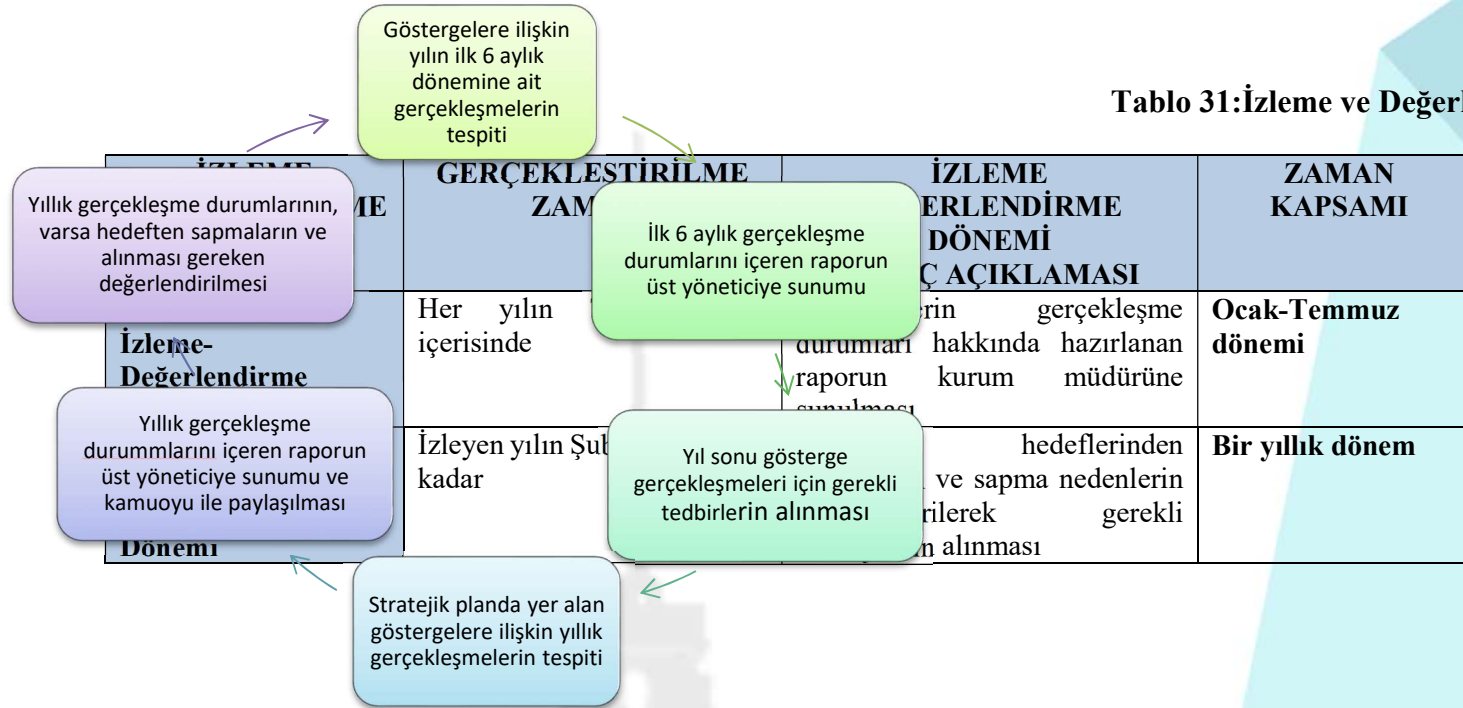 Göstergelere ilişkin
yılın ilk 6 aylık
dönemine ait
gerçekleşmelerin
tespiti
Tablo 31:İzleme ve Değerl
Yıllık gerçekleşme durumlarının,
varsa hedeften sapmaların ve
alınması gereken
değerlendirilmesi
GERÇEKLEŞTİRİLME
ZAM
İZLEME
ERLENDİRME
DÖNEMİ
Ç AÇIKLAMASI
ZAMAN
KAPSAMI
İlk 6 aylık gerçekleşme
durumlarını içeren raporun
üst yöneticiye sunumu
İzleme-
Değerlendirme
Her yılın
içerisinde
erin gerçekleşme
durumları hakkında hazırlanan
raporun kurum müdürüne
sunulması
Ocak-Temmuz
dönemi
Yıllık gerçekleşme
durummlarını içeren raporun
üst yöneticiye sunumu ve
kamuoyu ile paylaşılması
Dönemi
İzleyen yılın Şub
kadar
Yıl sonu gösterge
gerçekleşmeleri için gerekli
tedbirlerin alınması
hedeflerinden
ve sapma nedenlerin
rilerek gerekli
n alınması
Bir yıllık dönem
Stratejik planda yer alan
göstergelere ilişkin yıllık
gerçekleşmelerin tespiti